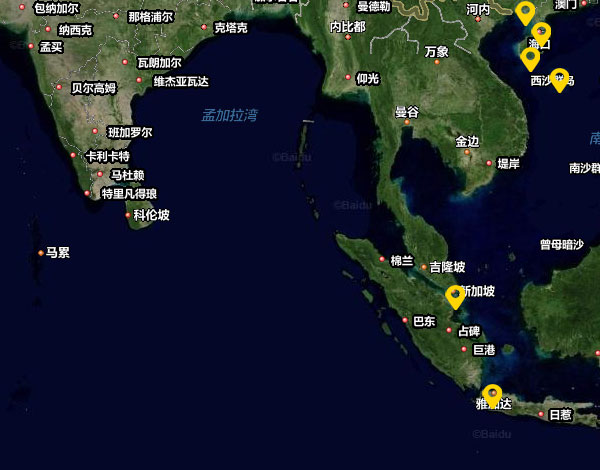 曼德勒
澳门
包纳加尔
那格浦尔
河内
纳西克
克塔克
内比都
海口
孟买
万象
瓦朗加尔
仰光
维杰亚瓦达
西沙群岛
贝尔高姆
孟加拉湾
曼谷
班加罗尔
金边
南
©Baidu
卡利卡特
堤岸
马杜赖
南沙群
特里凡得琅
©Baidu
科伦坡
曾母暗沙
马累
棉兰
吉隆坡
新加坡
巴东
占碑
巨港
雅加达
日惹
©Baidu